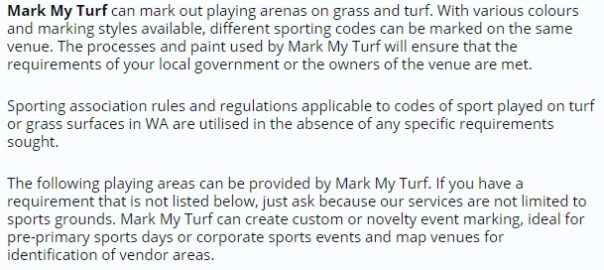 Mark My Turf can mark out playing arenas on grass and turf. With various colours
and marking styles available, different sporting codes can be marked on the same
venue. The processes and paint used by Mark My Turf will ensure that the
requirements of your local government or the owners of the venue are met.
Sporting association rules and regulations applicable to codes of sport played on turf
or grass surfaces in WA are utilised in the absence of any specific requirements
sought.
The following playing areas can be provided by Mark My Turf. If you have a
requirement that is not listed below, just ask because our services are not limited to
sports grounds. Mark My Turf can create custom or novelty event marking, ideal for
pre-primary sports days or corporate sports events and map venues for
identification of vendor areas.